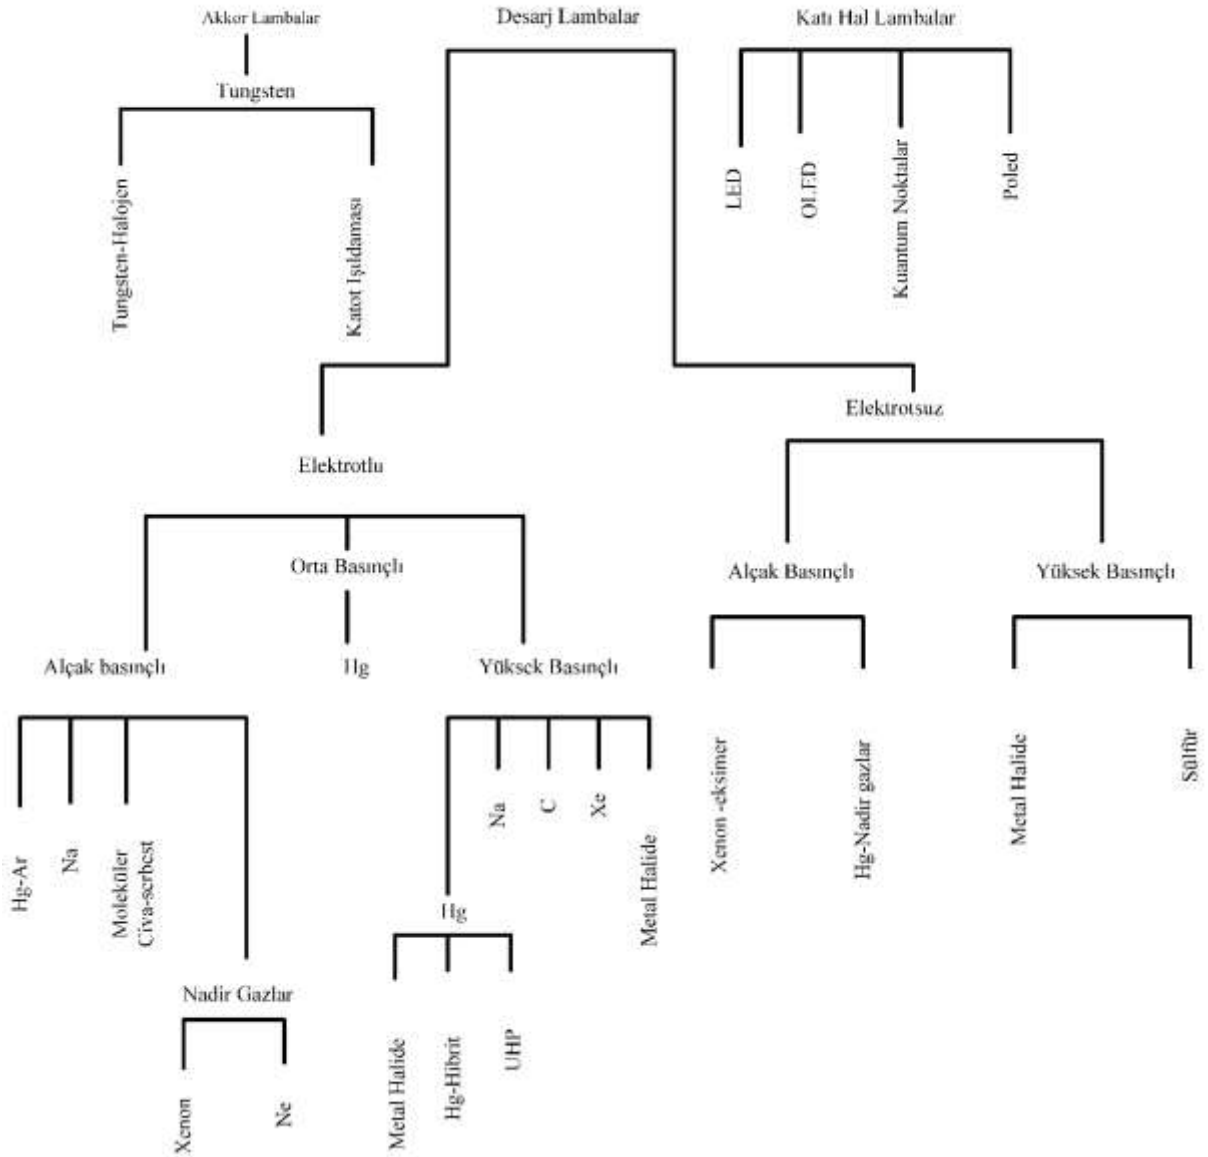 Akkor Lambalar
Desarj Lambalar
Katı Hal Lambalar
Tungsten
Tungsten-Halojen
Katot Işıldaması
LED
OLED
Kuantum Noktalar
Poled
Elektrotlu
Elektrotsuz
Orta Basınçlı
Alçak basınçlı
Hg
Yüksek Basınçlı
Alçak Basınçlı
Yüksek Basınçlı
Hg-Ar
Na
Moleküler
Civa-serbest
Nadir Gazlar
Xenon
Ne
Hg
Na
C
Xe
Metal Halide
Metal Halide
Hg-Hibrit
UHP
Xenon -eksimer
Hg-Nadir gazlar
Metal Halide
Sülfür